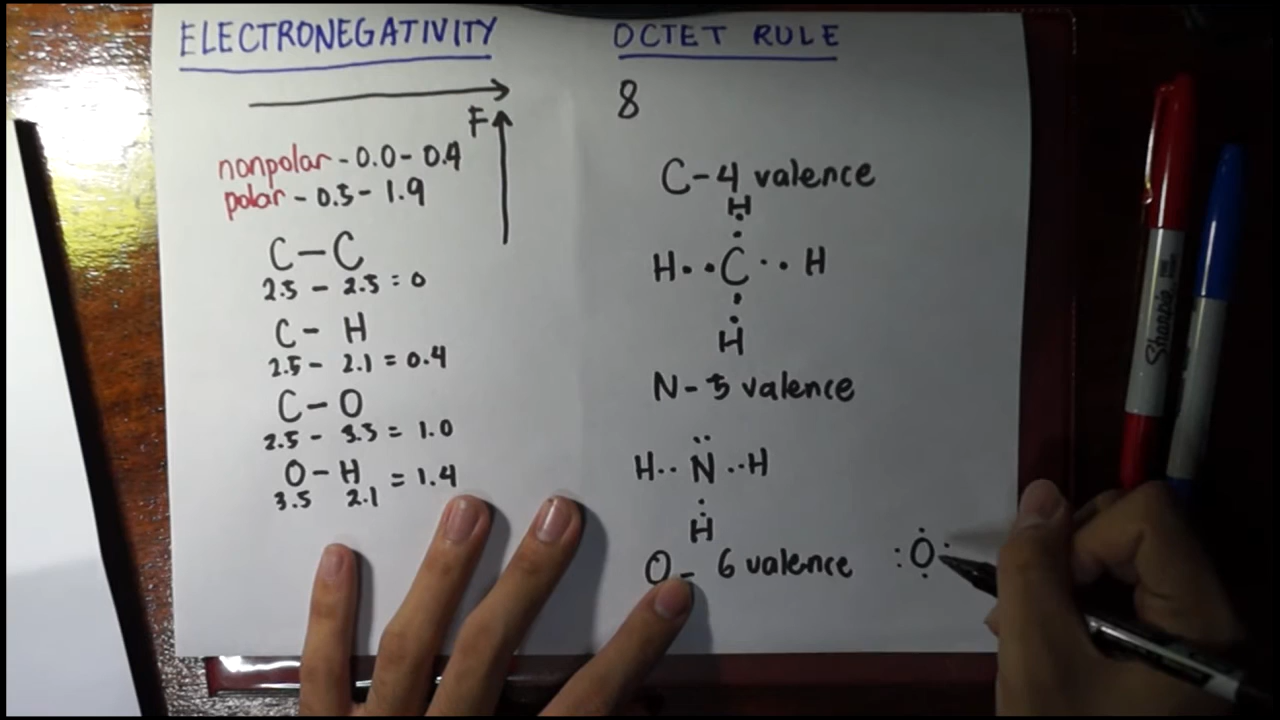 ELECTRONEGATIVITY
F
nonpolar - 0.0 - 0.4
polar - 0.5 - 1.9
C - C
2.5 - 2.5 = 0
C - H
2.5 - 2.1 = 0.4
C - O
2.5 - 3.5 = 1.0
O - H = 1.4
3.5 2.1
OCTET RULE
8
C - 4 valence
H
H··C··H
H
N - 5 valence
H··N··H
H
O - 6 valence :O
Sharpie